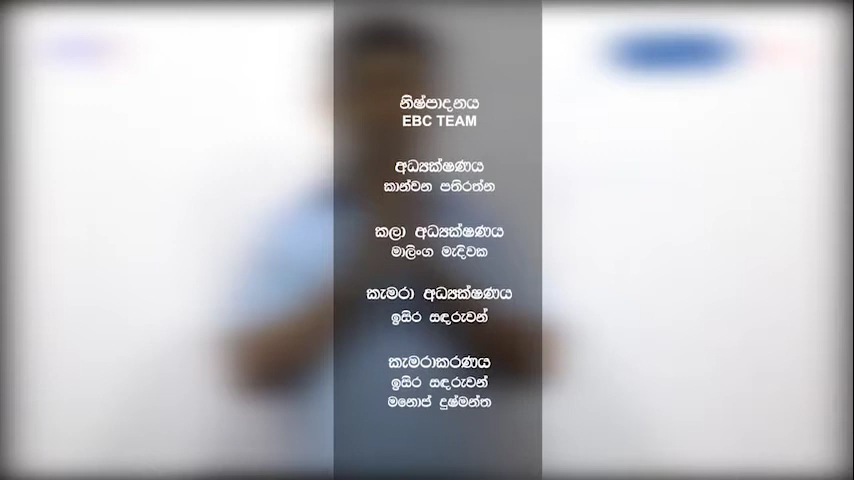 නිෂ්පාදනය
EBC TEAM
අධ්‍යක්ෂණය
කාන්චන පතිරත්න
කලා අධ්‍යක්ෂණය
මාලිංග මැදිවක
කැමරා අධ්‍යක්ෂණය
ඉසිර සඳරුවන්
කැමරාකරණය
ඉසිර සඳරුවන්
මනොජ් දුෂ්මන්ත